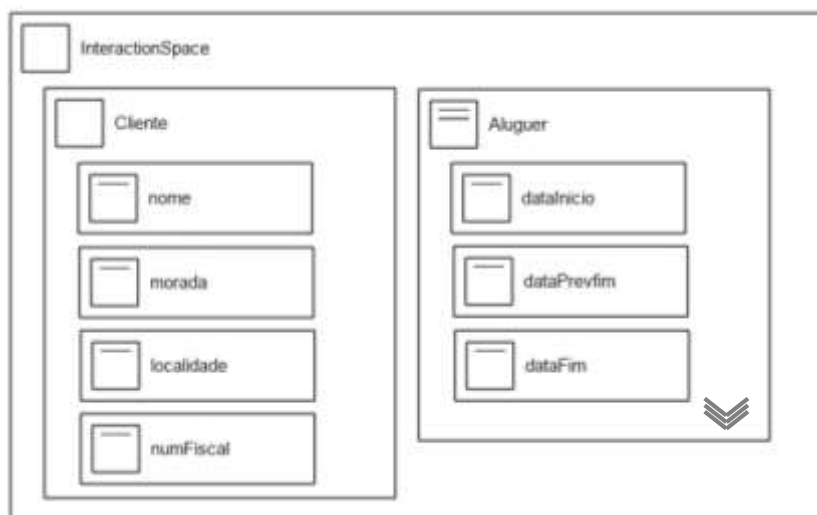 InteractionSpace
Cliente
nome
morada
localidade
numFiscal
Aluguer
dataInicio
dataPrevfim
dataFim